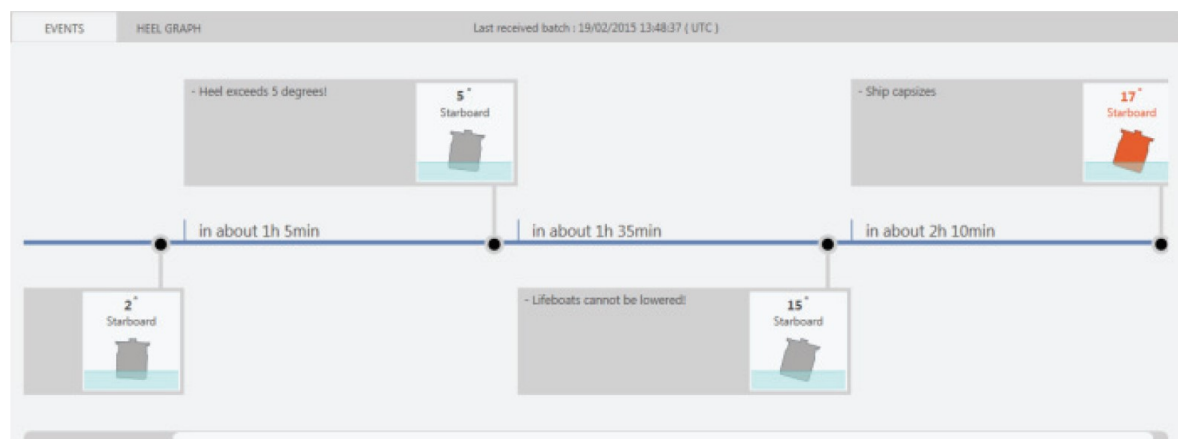 EVENTS
HEEL GRAPH
Last received batch : 19/02/2015 13:48:37 ( UTC )
- Heel exceeds 5 degrees!
5°
Starboard
- Ship capsizes
17°
Starboard
in about 1h 5min
in about 1h 35min
in about 2h 10min
2°
Starboard
- Lifeboats cannot be lowered!
15°
Starboard